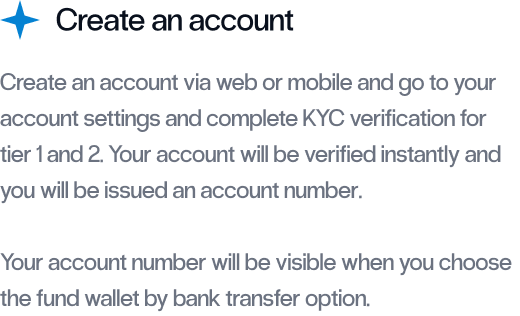 Create an account
Create an account via web or mobile and go to your
account settings and complete KYC verification for
tier 1 and 2. Your account will be verified instantly and
you will be issued an account number.
Your account number will be visible when you choose
the fund wallet by bank transfer option.